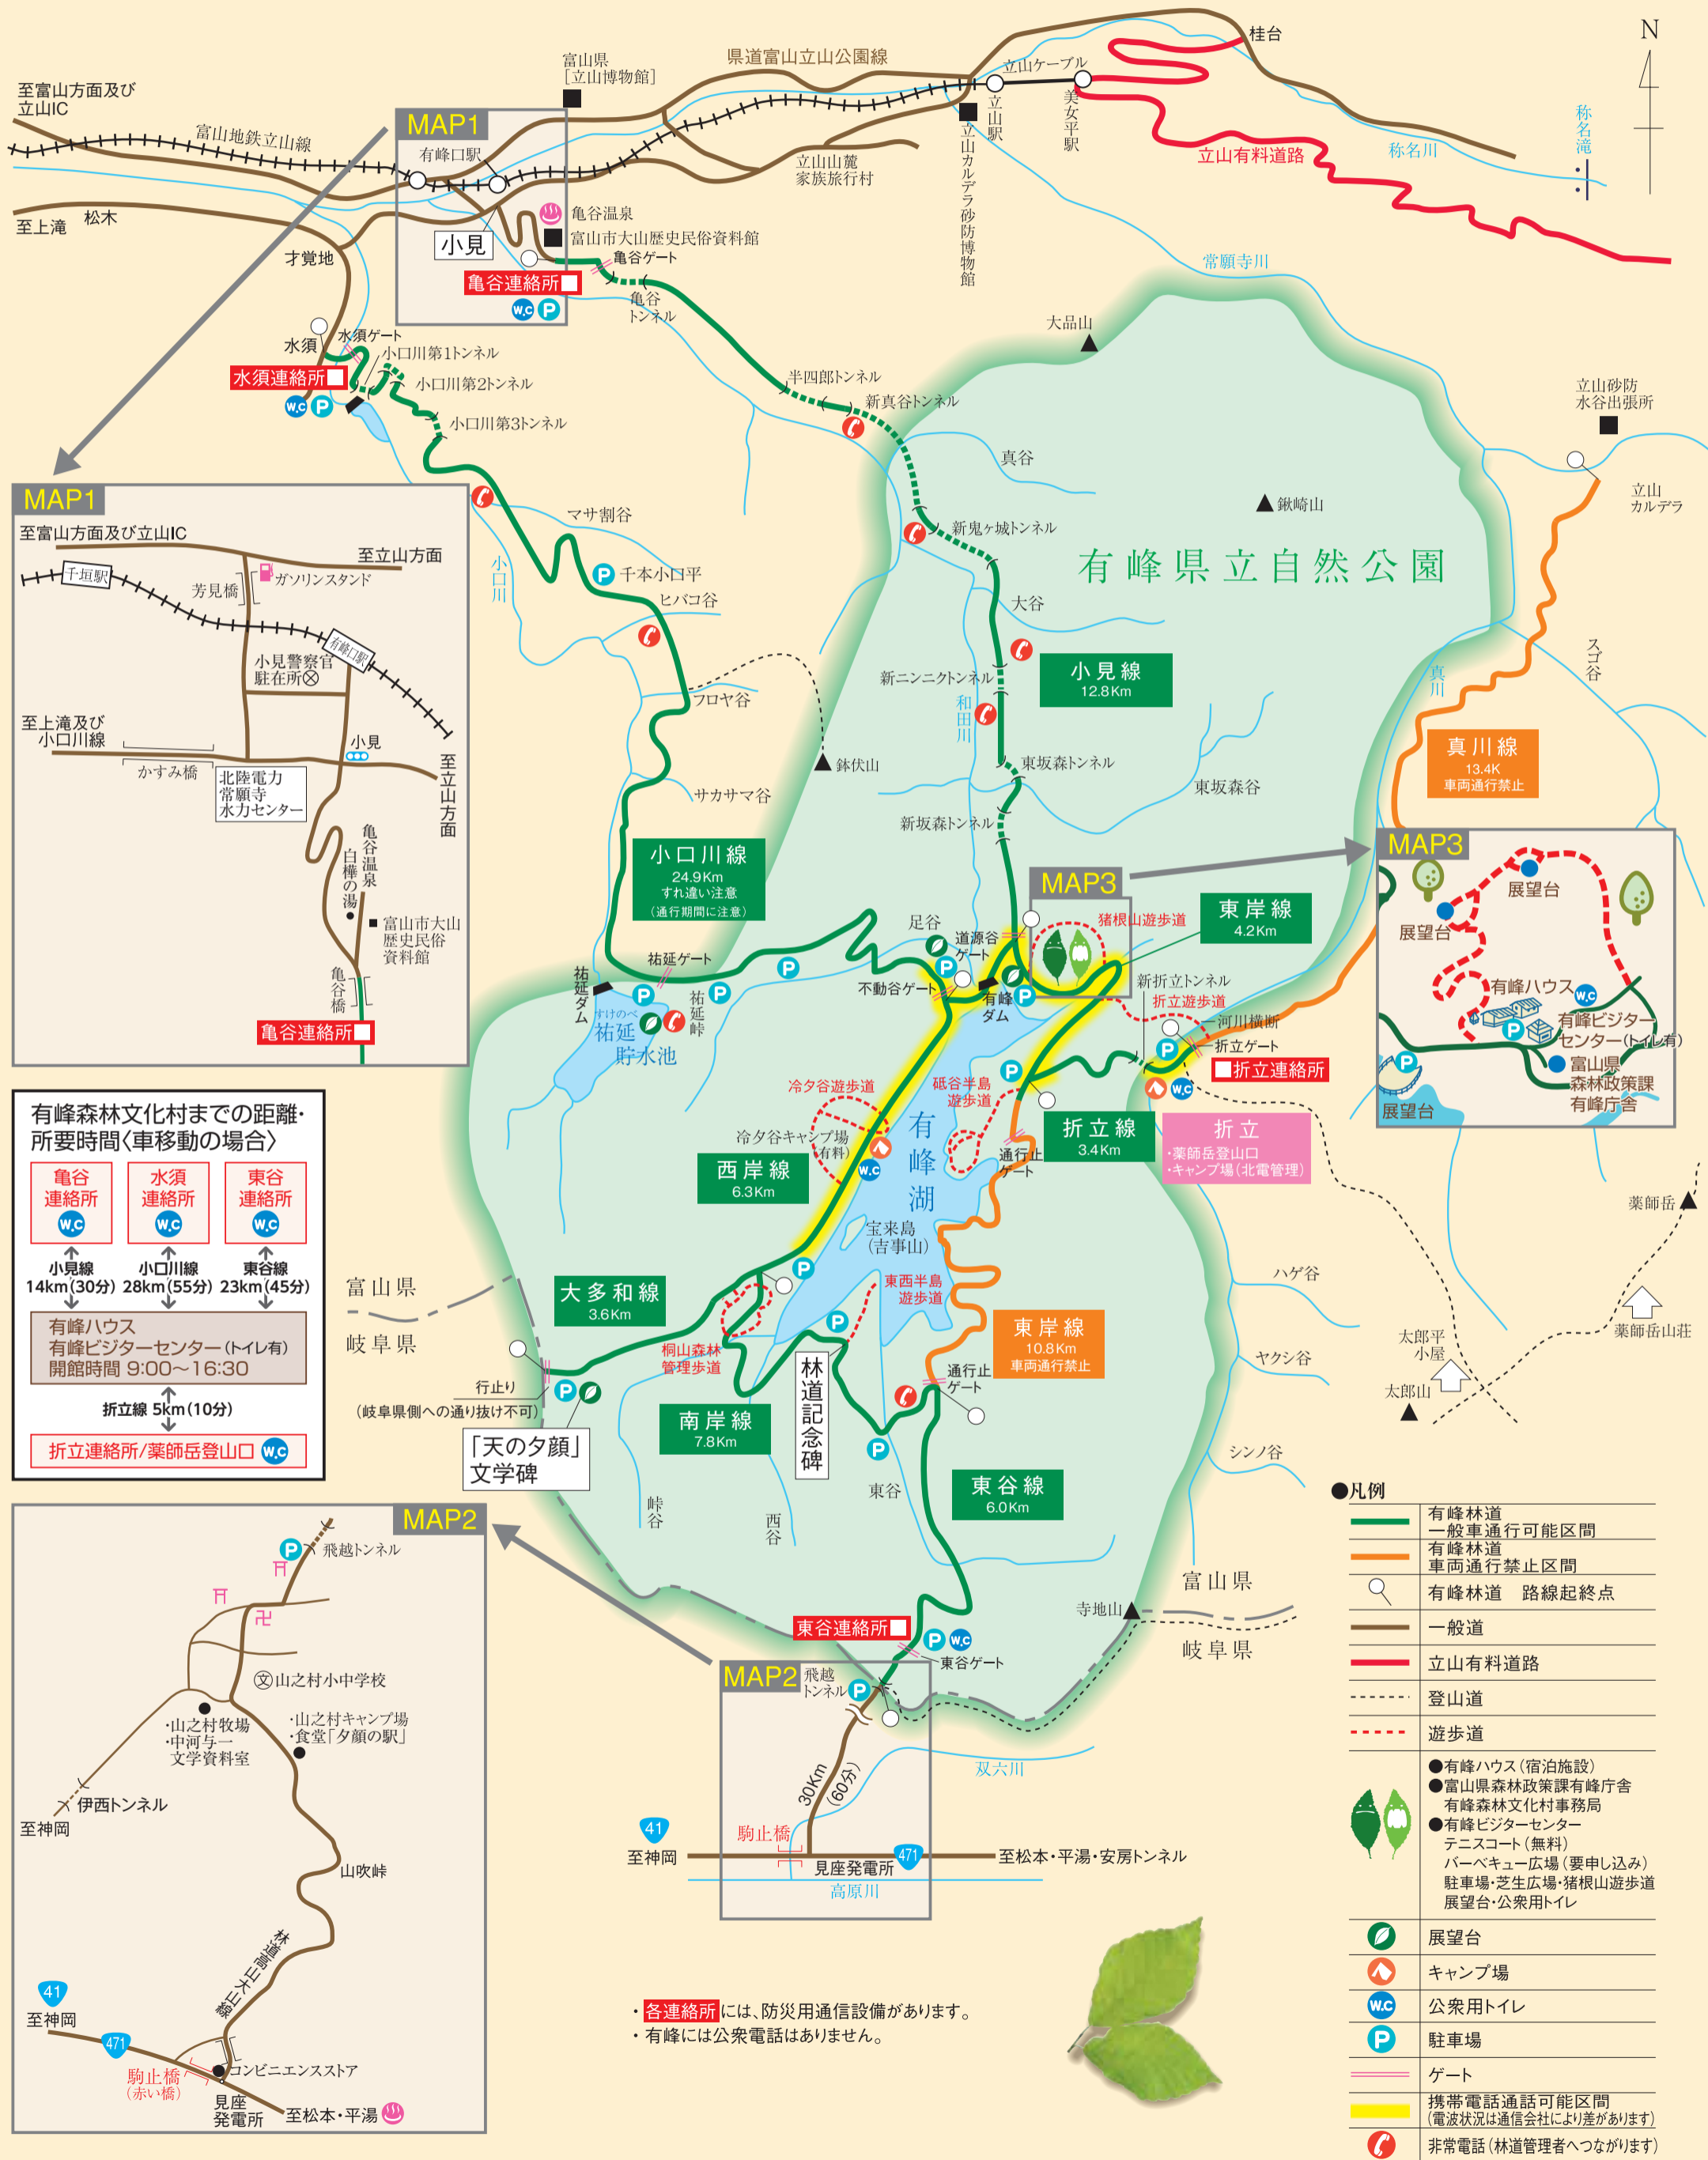 至富山方面及び
立山IC
富山地鉄立山線
富山県
[立山博物館]
県道富山立山公園線
立山ケーブル
桂台
N
MAP1
有峰口駅
立山駅
美女平駅
立山カルデラ砂防博物館
立山山麓
家族旅行村
立山有料道路
称名川
称名滝
至上滝
松木
才覚地
小見
亀谷温泉
富山市大山歴史民俗資料館
亀谷ゲート
亀谷連絡所
W.C
P
亀谷
トンネル
常願寺川
水須
水須ゲート
小口川第1トンネル
水須連絡所
小口川第2トンネル
W.C
P
小口川第3トンネル
大品山
半四郎トンネル
新真谷トンネル
立山砂防
水谷出張所
真谷
鍬崎山
立山
カルデラ
マサ割谷
新鬼ヶ城トンネル
有峰県立自然公園
小口川
P
千本小口平
ヒバコ谷
大谷
スゴ谷
新ニンニクトンネル
小見線
12.8Km
真川
フロヤ谷
和田川
真川線
13.4K
車両通行禁止
鉢伏山
東坂森トンネル
東坂森谷
サカサマ谷
新坂森トンネル
小口川線
24.9Km
すれ違い注意
(通行期間に注意)
MAP3
猪根山遊歩道
東岸線
4.2Km
足谷
道源谷
ゲート
P
祐延ゲート
P
不動谷ゲート
有峰
ダム
P
新折立トンネル
折立遊歩道
祐延ダム
P
P
すけのべ
祐延
貯水池
祐延峠
河川横断
P
折立ゲート
折立連絡所
W.C
冷夕谷遊歩道
砥谷半島
遊歩道
P
有峰湖
冷夕谷キャンプ場
(有料)
W.C
通行止
ゲート
折立線
3.4Km
折立
・薬師岳登山口
・キャンプ場(北電管理)
西岸線
6.3Km
宝来島
(吉事山)
薬師岳
P
富山県
岐阜県
大多和線
3.6Km
東西半島
遊歩道
P
ハゲ谷
東岸線
10.8Km
車両通行禁止
薬師岳山荘
太郎平
小屋
太郎山
桐山森林
管理歩道
ヤクシ谷
林道記念碑
通行止
ゲート
行止り
(岐阜県側への通り抜け不可)
P
「天の夕顔」
文学碑
南岸線
7.8Km
P
シンノ谷
東谷
東谷線
6.0Km
峠谷
西谷
富山県
岐阜県
寺地山
東谷連絡所
P
W.C
東谷ゲート
MAP2
飛越
トンネル
P
30Km
(60分)
双六川
41
至神岡
駒止橋
見座発電所
471
至松本・平湯・安房トンネル
高原川
MAP1
至富山方面及び立山IC
至立山方面
千垣駅
芳見橋
ガソリンスタンド
有峰口駅
小見警察官
駐在所
至上滝及び
小口川線
かすみ橋
小見
北陸電力
常願寺
水力センター
至立山方面
亀谷温泉
白樺の湯
富山市大山
歴史民俗
資料館
亀谷橋
亀谷連絡所
MAP3
展望台
展望台
有峰ハウス
W.C
P
有峰ビジター
センター(トイレ有)
P
富山県
森林政策課
有峰庁舎
展望台
有峰森林文化村までの距離・
所要時間〈車移動の場合〉
亀谷
連絡所
W.C
水須
連絡所
W.C
東谷
連絡所
W.C
小見線
14km(30分)
小口川線
28km(55分)
東谷線
23km(45分)
有峰ハウス
有峰ビジターセンター(トイレ有)
開館時間 9:00〜16:30
折立線 5km(10分)
折立連絡所/薬師岳登山口
W.C
MAP2
P
飛越トンネル
文
山之村小中学校
・山之村牧場
・中河与一
文学資料室
・山之村キャンプ場
・食堂「夕顔の駅」
伊西トンネル
至神岡
山吹峠
林道高山大山線
41
至神岡
471
駒止橋
(赤い橋)
コンビニエンスストア
見座
発電所
至松本・平湯
・各連絡所には、防災用通信設備があります。
・有峰には公衆電話はありません。
●凡例
有峰林道
一般車通行可能区間
有峰林道
車両通行禁止区間
有峰林道 路線起終点
一般道
立山有料道路
登山道
遊歩道
●有峰ハウス(宿泊施設)
●富山県森林政策課有峰庁舎
有峰森林文化村事務局
●有峰ビジターセンター
テニスコート(無料)
バーベキュー広場(要申し込み)
駐車場・芝生広場・猪根山遊歩道
展望台・公衆用トイレ
展望台
キャンプ場
W.C
公衆用トイレ
P
駐車場
ゲート
携帯電話通話可能区間
(電波状況は通信会社により差があります)
非常電話(林道管理者へつながります)